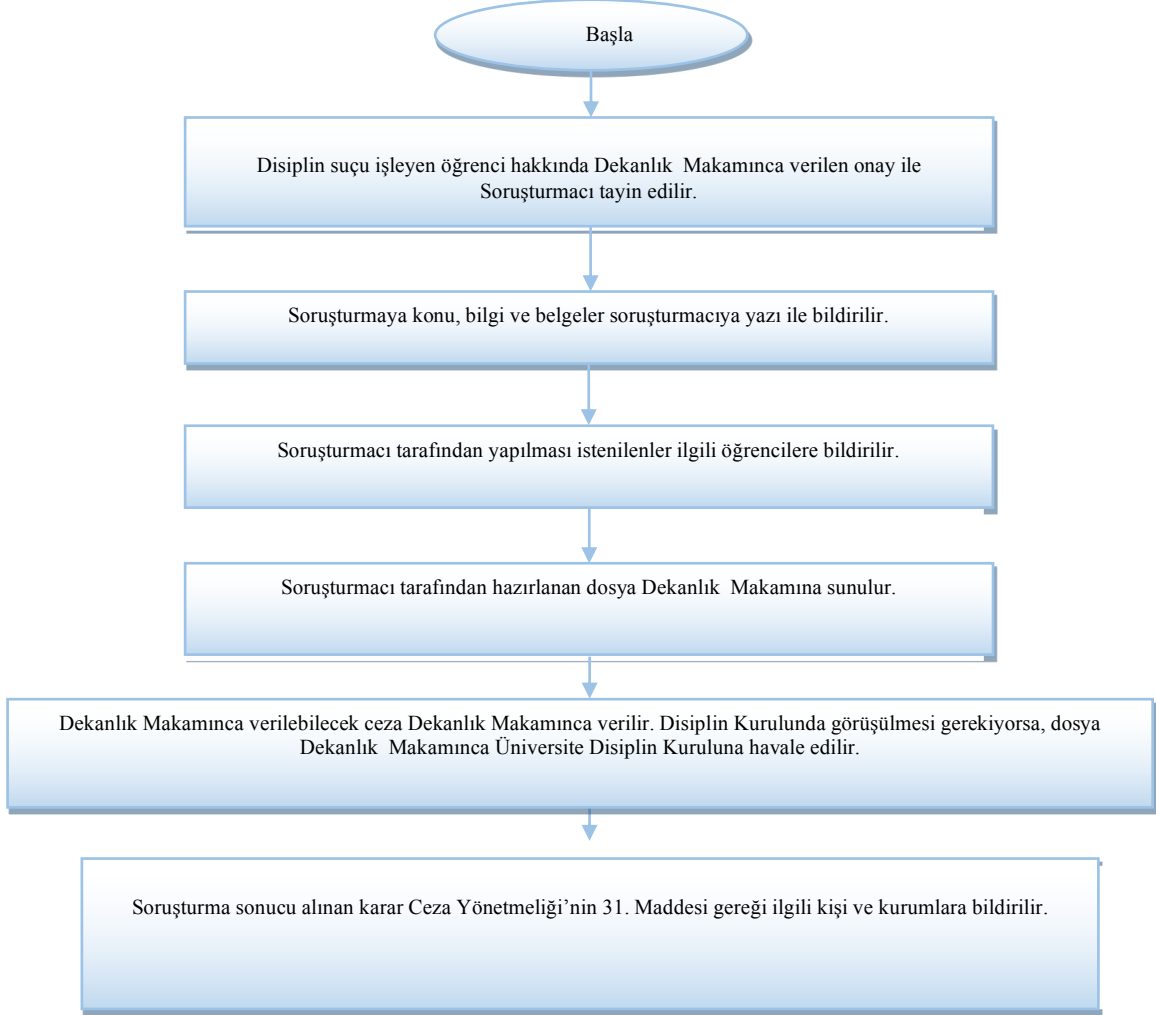 Başla
Disiplin suçu işleyen öğrenci hakkında Dekanlık Makamınca verilen onay ile
Soruşturmacı tayin edilir.
Soruşturmaya konu, bilgi ve belgeler soruşturmacıya yazı ile bildirilir.
Soruşturmacı tarafından yapılması istenilenler ilgili öğrencilere bildirilir.
Soruşturmacı tarafından hazırlanan dosya Dekanlık Makamına sunulur.
Dekanlık Makamınca verilebilecek ceza Dekanlık Makamınca verilir. Disiplin Kurulunda görüşülmesi gerekiyorsa, dosya
Dekanlık Makamınca Üniversite Disiplin Kuruluna havale edilir.
Soruşturma sonucu alınan karar Ceza Yönetmeliği’nin 31. Maddesi gereği ilgili kişi ve kurumlara bildirilir.